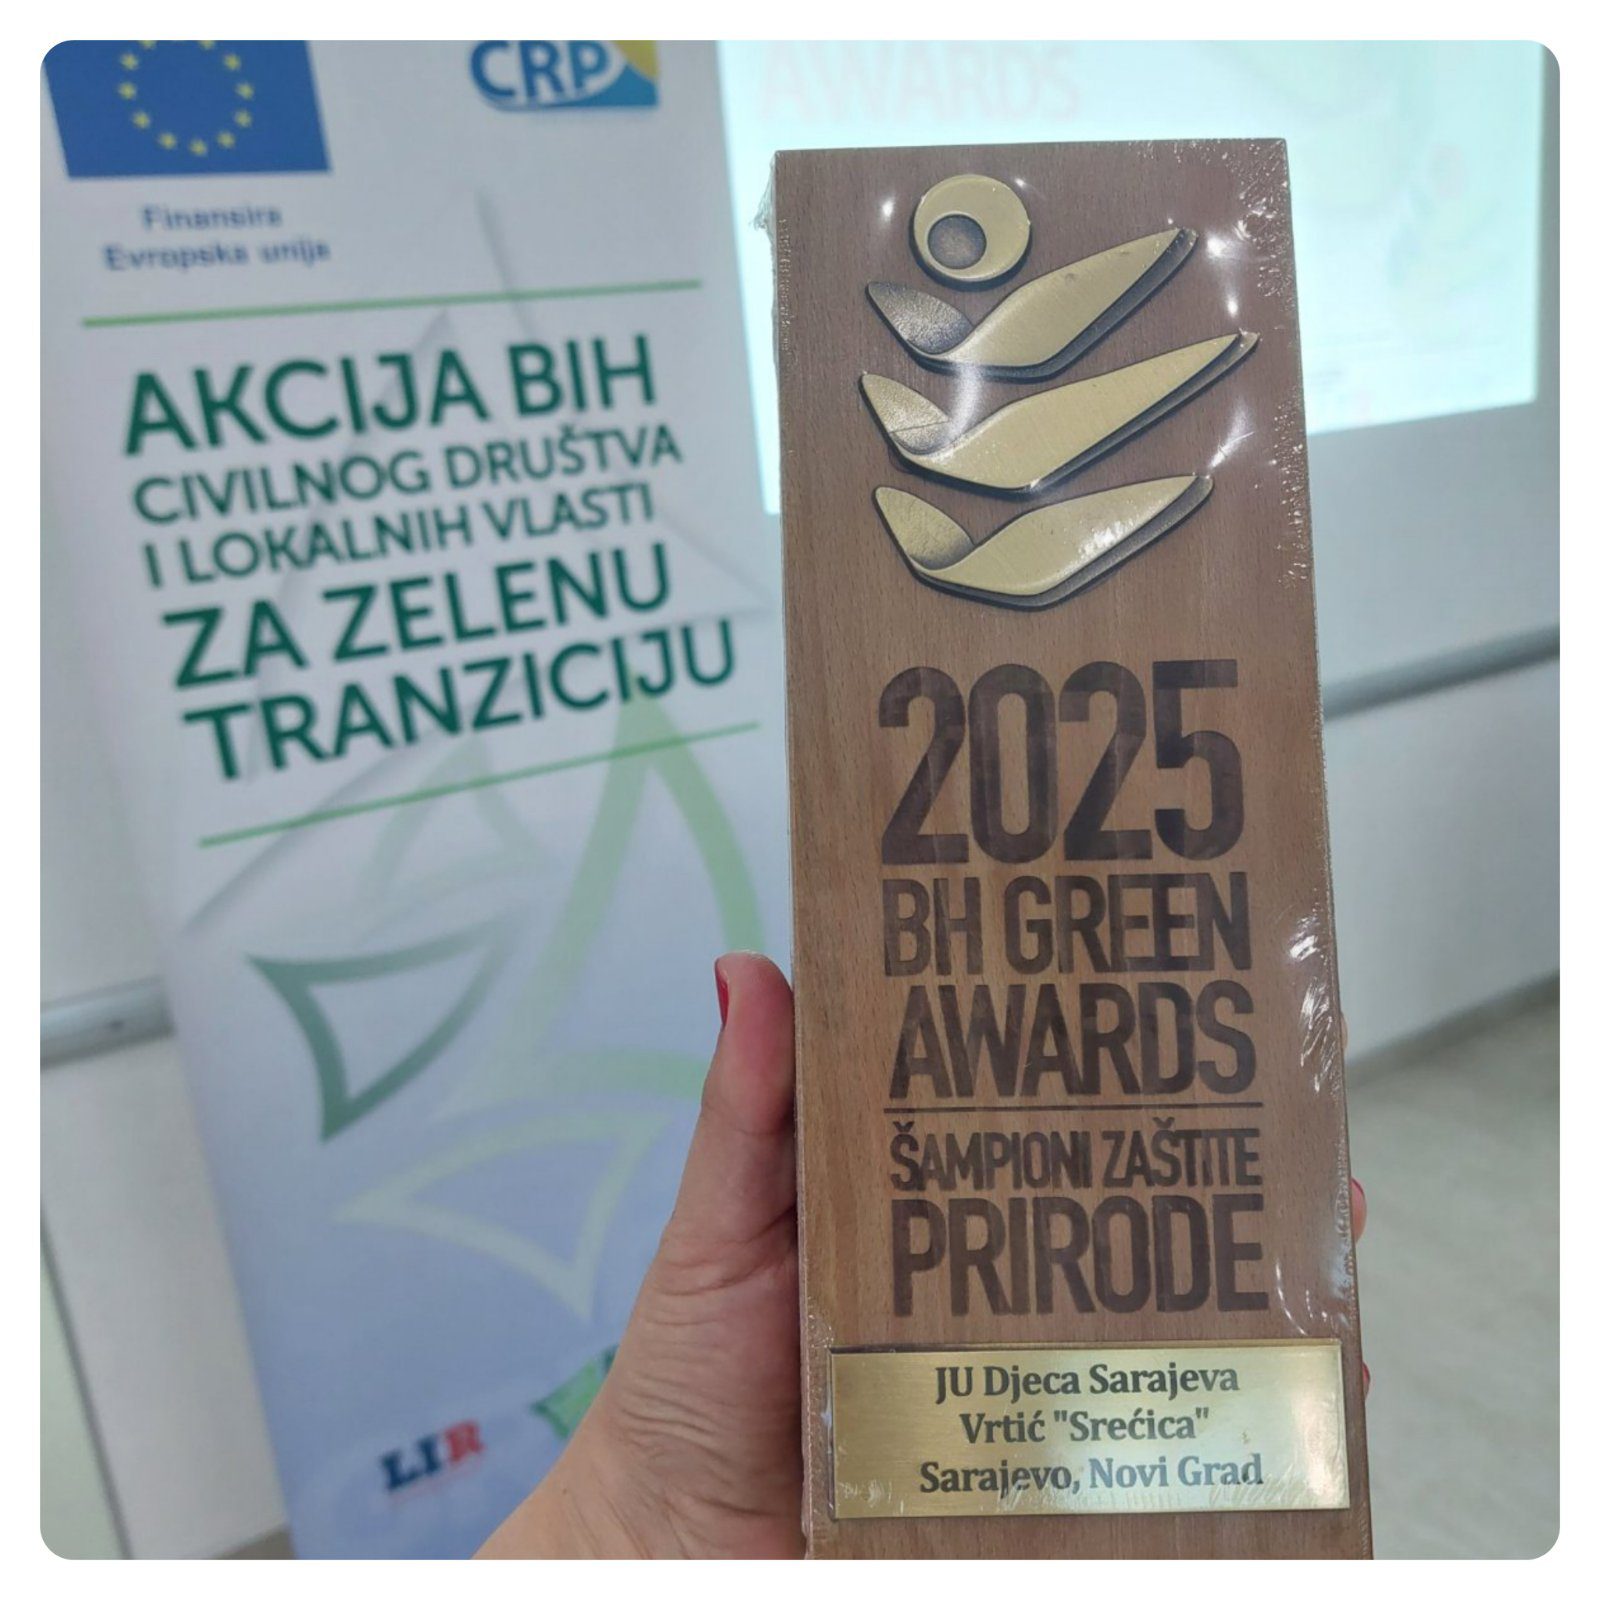 CRP
Finansira
Evropska unija
AKCIJA BIH
CIVILNOG DRUŠTVA
I LOKALNIH VLASTI
ZA ZELENU
TRANZICIJU
LIR
AWARDS
2025
BH GREEN
AWARDS
ŠAMPIONI ZAŠTITE
PRIRODE
JU Djeca Sarajeva
Vrtić "Srećica"
Sarajevo, Novi Grad